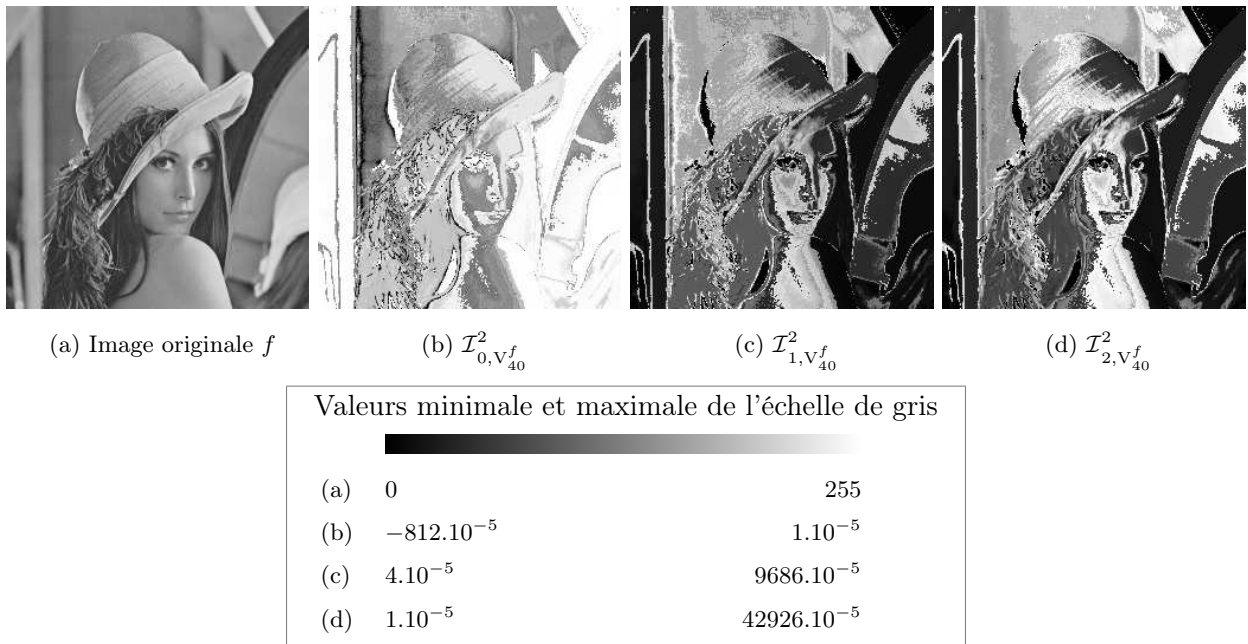 (a) Image originale f
(b) ℐ²₀,V₄₀ᶠ
(c) ℐ²₁,V₄₀ᶠ
(d) ℐ²₂,V₄₀ᶠ
Valeurs minimale et maximale de l'échelle de gris
(a) 0 255
(b) −812.10⁻⁵ 1.10⁻⁵
(c) 4.10⁻⁵ 9686.10⁻⁵
(d) 1.10⁻⁵ 42926.10⁻⁵